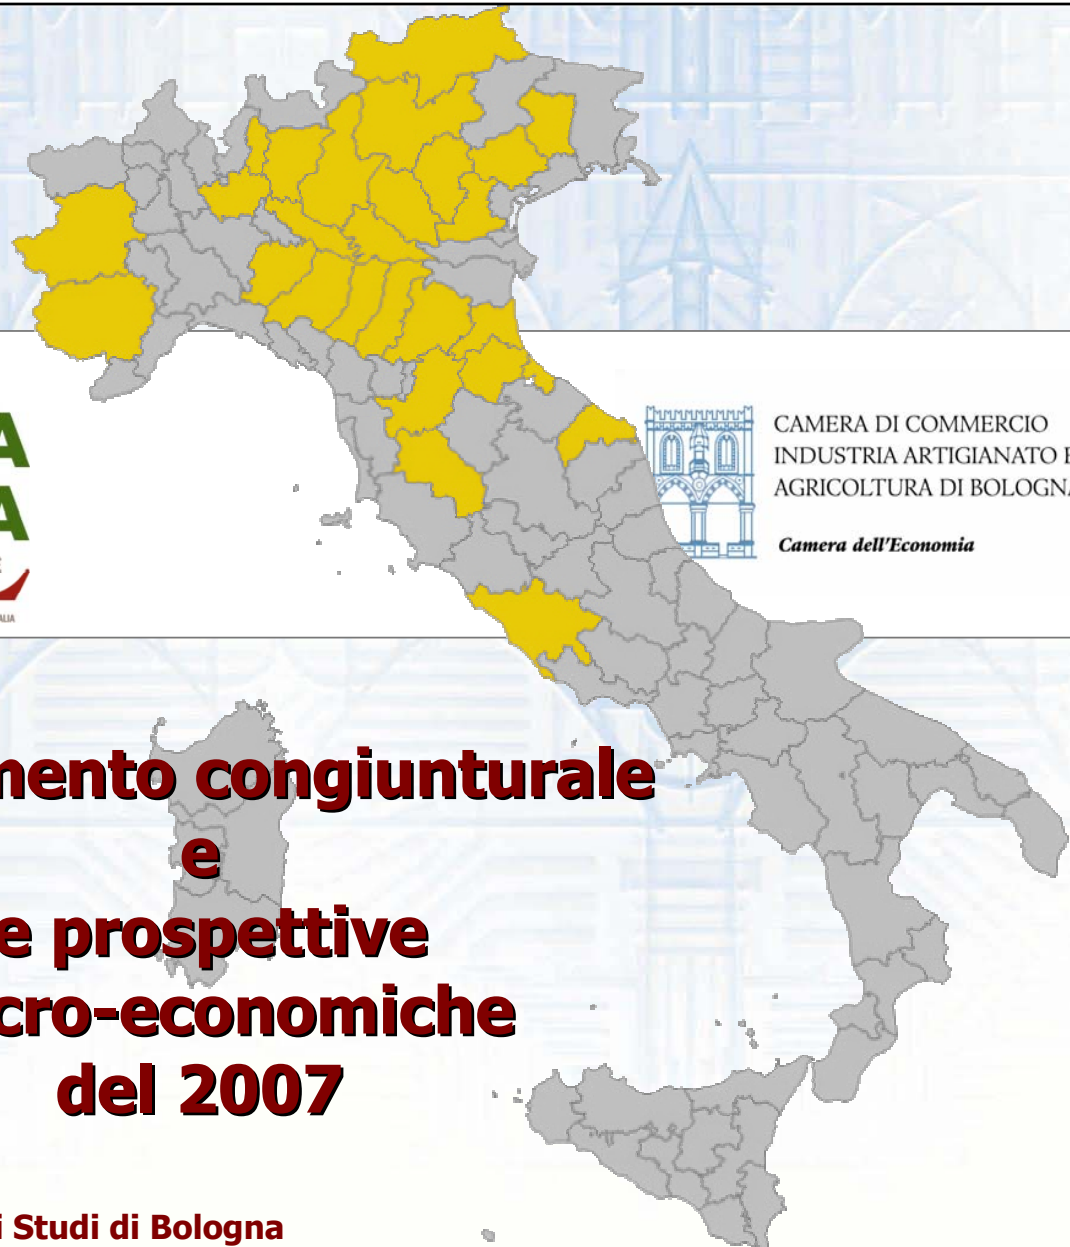 A
A
E
ALIA
CAMERA DI COMMERCIO
INDUSTRIA ARTIGIANATO E
AGRICOLTURA DI BOLOGNA
Camera dell'Economia
mento congiunturale
e
e prospettive
cro-economiche
del 2007
i Studi di Bologna